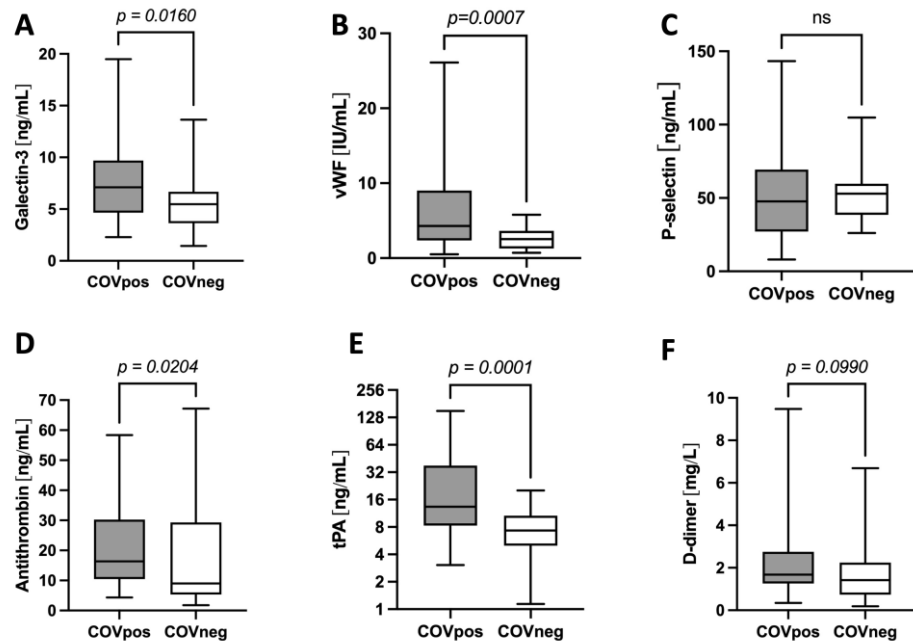 A
p = 0.0160
Galectin-3 [ng/mL]
20
15
10
5
0
COVpos COVneg
B
p=0.0007
vWF [IU/mL]
30
20
10
0
COVpos COVneg
C
ns
P-selectin [ng/mL]
150
100
50
0
COVpos COVneg
D
p = 0.0204
Antithrombin [ng/mL]
70
60
50
40
30
20
10
0
COVpos COVneg
E
p = 0.0001
tPA [ng/mL]
256
128
64
32
16
8
4
2
1
COVpos COVneg
F
p = 0.0990
D-dimer [mg/L]
10
8
6
4
2
0
COVpos COVneg